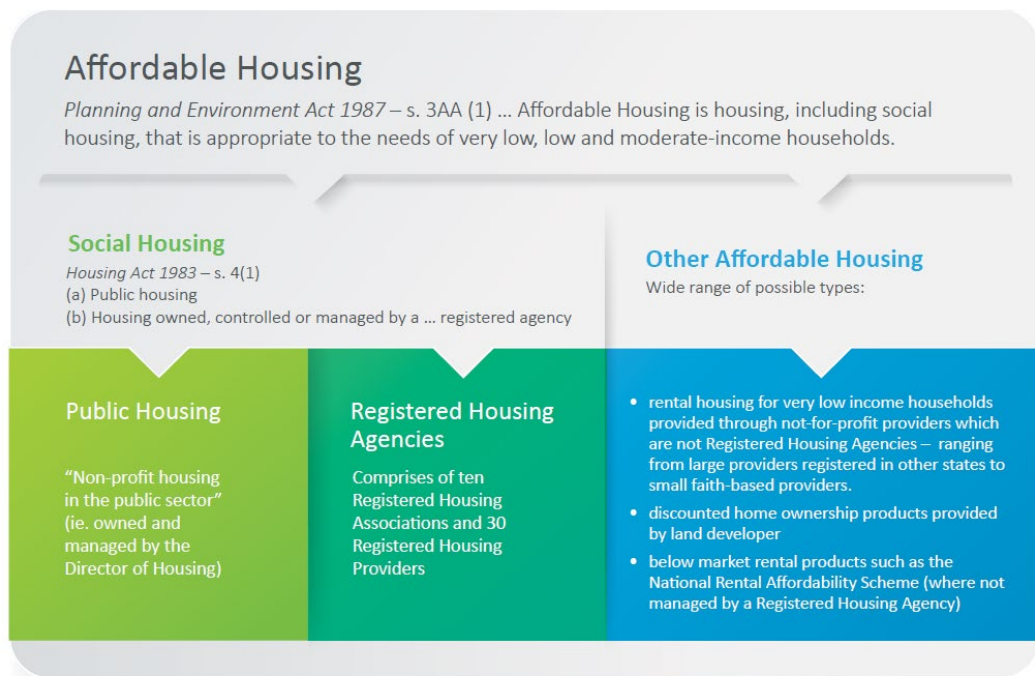 Affordable Housing
Planning and Environment Act 1987 – s. 3AA (1) ... Affordable Housing is housing, including social
housing, that is appropriate to the needs of very low, low and moderate-income households.
Social Housing
Housing Act 1983 – s. 4(1)
(a) Public housing
(b) Housing owned, controlled or managed by a ... registered agency
Other Affordable Housing
Wide range of possible types:
Public Housing
“Non-profit housing
in the public sector”
(ie. owned and
managed by the
Director of Housing)
Registered Housing
Agencies
Comprises of ten
Registered Housing
Associations and 30
Registered Housing
Providers
• rental housing for very low income households
provided through not-for-profit providers which
are not Registered Housing Agencies – ranging
from large providers registered in other states to
small faith-based providers.
• discounted home ownership products provided
by land developer
• below market rental products such as the
National Rental Affordability Scheme (where not
managed by a Registered Housing Agency)